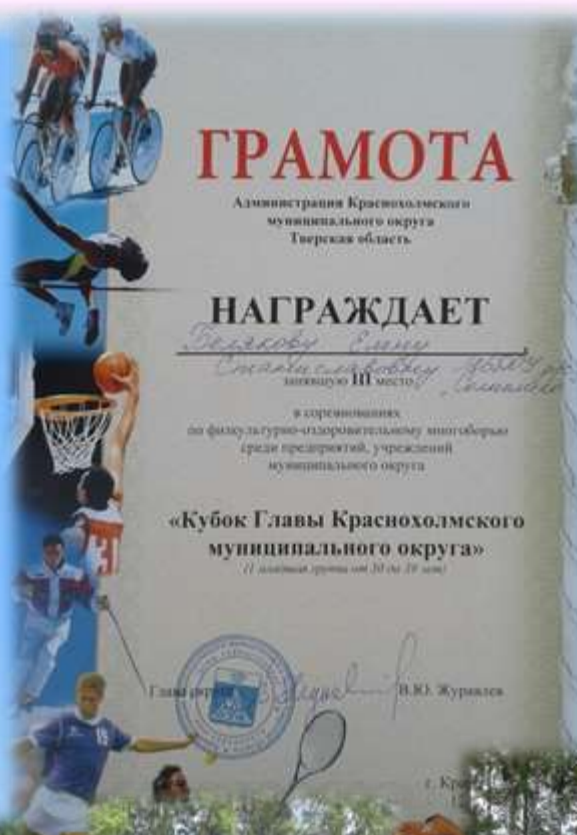 ГРАМОТА
Администрация Краснохолмского
муниципального округа
Тверская область
НАГРАЖДАЕТ
Белякову Елену
Станиславовну
занявшую III место
в соревнованиях
по физкультурно-оздоровительному многоборью
среди предприятий, учреждений
муниципального округа
«Кубок Главы Краснохолмского
муниципального округа»
Глава округа В.Ю. Журавлев
г.